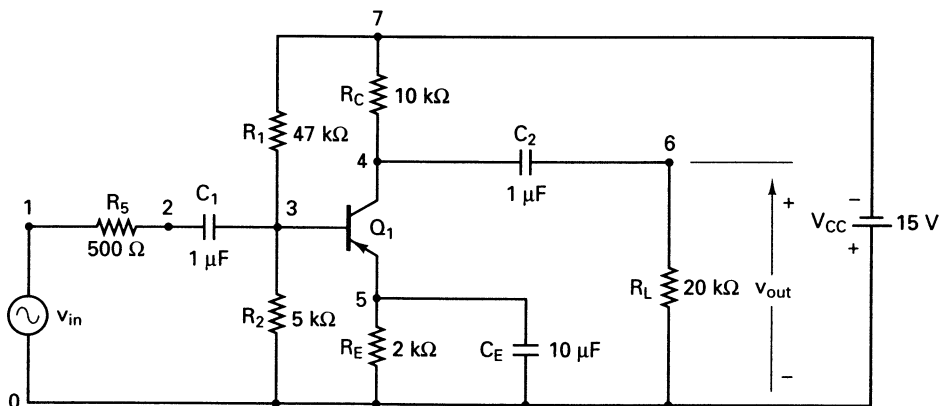 7
R_C 10 kΩ
R_1 47 kΩ
C_2
1 μF
6
4
1
R_5
500 Ω
2
C_1
1 μF
3
Q_1
+
−
V_CC 15 V
+
v_in
R_2 5 kΩ
5
R_E 2 kΩ
C_E 10 μF
R_L 20 kΩ
v_out
−
0